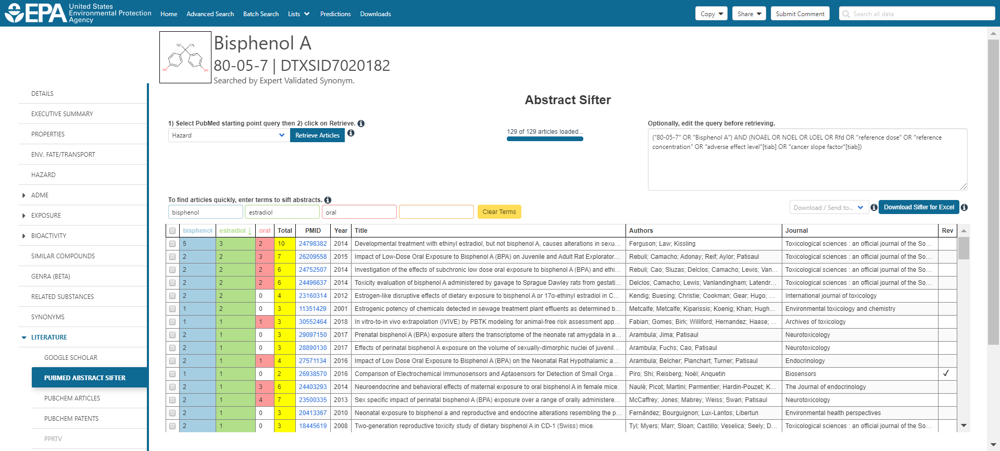 EPA United States
Environmental Protection
Agency
Home Advanced Search Batch Search Lists Predictions Downloads
Copy Share Submit Comment Search all data
H₃C CH₃
HO OH
Bisphenol A
80-05-7 | DTXSID7020182
Searched by Expert Validated Synonym.
DETAILS
EXECUTIVE SUMMARY
PROPERTIES
ENV. FATE/TRANSPORT
HAZARD
ADME
EXPOSURE
BIOACTIVITY
SIMILAR COMPOUNDS
GENRA (BETA)
RELATED SUBSTANCES
SYNONYMS
LITERATURE
GOOGLE SCHOLAR
PUBMED ABSTRACT SIFTER
PUBCHEM ARTICLES
PUBCHEM PATENTS
PPRTV
Abstract Sifter
1) Select PubMed starting point query then 2) click on Retrieve.
Hazard Retrieve Articles
129 of 129 articles loaded...
Optionally, edit the query before retrieving.
("80-05-7" OR "Bisphenol A") AND (NOAEL OR NOEL OR LOEL OR Rfd OR "reference dose" OR "reference
concentration" OR "adverse effect level"[tiab] OR "cancer slope factor"[tiab])
To find articles quickly, enter terms to sift abstracts.
bisphenol estradiol oral Clear Terms
Download / Send to... Download Sifter for Excel
bisphenol estradiol ↓ oral Total PMID Year Title Authors Journal Rev
5 3 2 10 24798382 2014 Developmental treatment with ethinyl estradiol, but not bisphenol A, causes alterations in sexu... Ferguson; Law; Kissling Toxicological sciences : an official journal of the So...
2 2 3 7 26209558 2015 Impact of Low-Dose Oral Exposure to Bisphenol A (BPA) on Juvenile and Adult Rat Explorator... Rebuli; Camacho; Adonay; Reif; Aylor; Patisaul Toxicological sciences : an official journal of the So...
2 2 2 6 24752507 2014 Investigation of the effects of subchronic low dose oral exposure to bisphenol A (BPA) and ethi... Rebuli; Cao; Sluzas; Delclos; Camacho; Lewis; Van... Toxicological sciences : an official journal of the So...
2 2 2 6 24496637 2014 Toxicity evaluation of bisphenol A administered by gavage to Sprague Dawley rats from gestati... Delclos; Camacho; Lewis; Vanlandingham; Latendr... Toxicological sciences : an official journal of the So...
2 2 0 4 23160314 2012 Estrogen-like disruptive effects of dietary exposure to bisphenol A or 17α-ethinyl estradiol in C... Kendig; Buesing; Christie; Cookman; Gear; Hugo; ... International journal of toxicology
1 2 0 3 11351429 2001 Estrogenic potency of chemicals detected in sewage treatment plant effluents as determined b... Metcalfe; Metcalfe; Kiparissis; Koenig; Khan; Hugh... Environmental toxicology and chemistry
1 1 1 3 30552464 2018 In vitro-to-in vivo extrapolation (IVIVE) by PBTK modeling for animal-free risk assessment app... Fabian; Gomes; Birk; Williford; Hernandez; Haase; ... Archives of toxicology
2 1 0 3 29097150 2017 Prenatal bisphenol A (BPA) exposure alters the transcriptome of the neonate rat amygdala in a... Arambula; Jima; Patisaul Neurotoxicology
2 1 0 3 28890130 2017 Effects of perinatal bisphenol A exposure on the volume of sexually-dimorphic nuclei of juvenil... Arambula; Fuchs; Cao; Patisaul Neurotoxicology
2 1 1 4 27571134 2016 Impact of Low Dose Oral Exposure to Bisphenol A (BPA) on the Neonatal Rat Hypothalamic a... Arambula; Belcher; Planchart; Turner; Patisaul Endocrinology
1 1 0 2 26938570 2016 Comparison of Electrochemical Immunosensors and Aptasensors for Detection of Small Orga... Piro; Shi; Reisberg; Noël; Anquetin Biosensors ✓
2 1 3 6 24403293 2014 Neuroendocrine and behavioral effects of maternal exposure to oral bisphenol A in female mice. Naulé; Picot; Martini; Parmentier; Hardin-Pouzet; K... The Journal of endocrinology
2 1 4 7 23500335 2013 Sex specific impact of perinatal bisphenol A (BPA) exposure over a range of orally administere... McCaffrey; Jones; Mabrey; Weiss; Swan; Patisaul Neurotoxicology
2 1 0 3 20413367 2010 Neonatal exposure to bisphenol a and reproductive and endocrine alterations resembling the p... Fernández; Bourguignon; Lux-Lantos; Libertun Environmental health perspectives
2 1 0 3 18445619 2008 Two-generation reproductive toxicity study of dietary bisphenol A in CD-1 (Swiss) mice. Tyl; Myers; Marr; Sloan; Castillo; Veselica; Seely; D... Toxicological sciences : an official journal of the So...